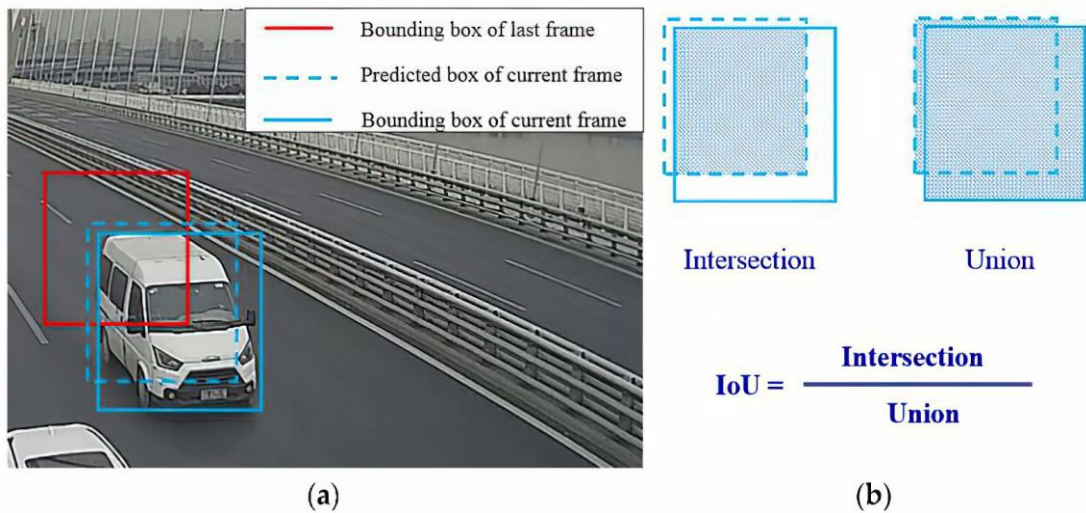 Bounding box of last frame
Predicted box of current frame
Bounding box of current frame
(a)
Intersection
Union
IoU =
Intersection
Union
(b)